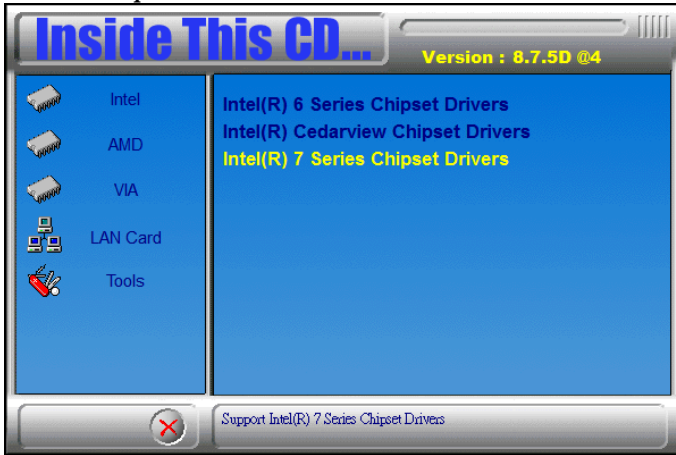 Inside This CD...
Version : 8.7.5D @4
Intel
AMD
VIA
LAN Card
Tools
Intel(R) 6 Series Chipset Drivers
Intel(R) Cedarview Chipset Drivers
Intel(R) 7 Series Chipset Drivers
Support Intel(R) 7 Series Chipset Drivers